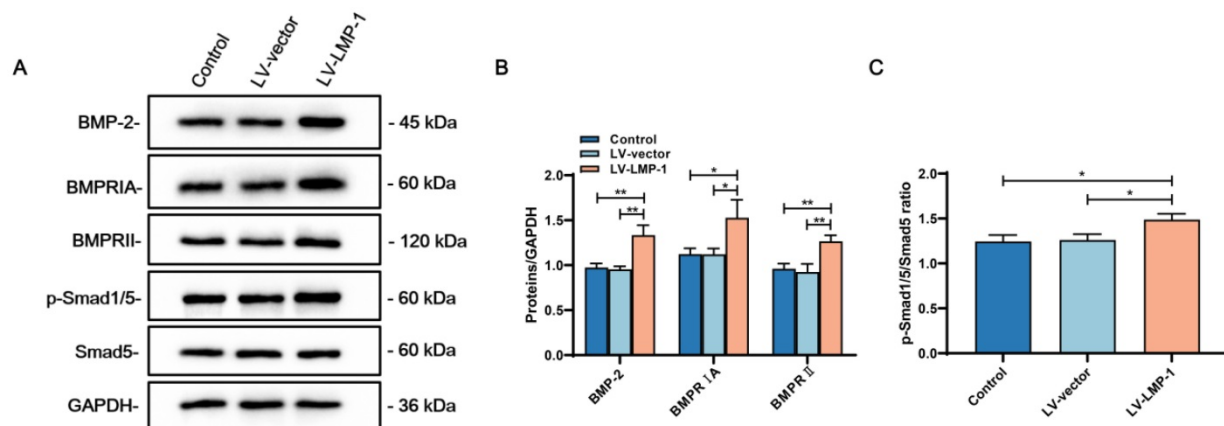 A
Control
LV-vector
LV-LMP-1
BMP-2-
- 45 kDa
BMPRIA-
- 60 kDa
BMPRII-
- 120 kDa
p-Smad1/5-
- 60 kDa
Smad5-
- 60 kDa
GAPDH-
- 36 kDa
B
Control
LV-vector
LV-LMP-1
Proteins/GAPDH
2.0
1.5
1.0
0.5
0.0
**
**
*
*
**
**
BMP-2
BMPR ⅠA
BMPR Ⅱ
C
p-Smad1/5/Smad5 ratio
2.0
1.5
1.0
0.5
0.0
*
*
Control
LV-vector
LV-LMP-1